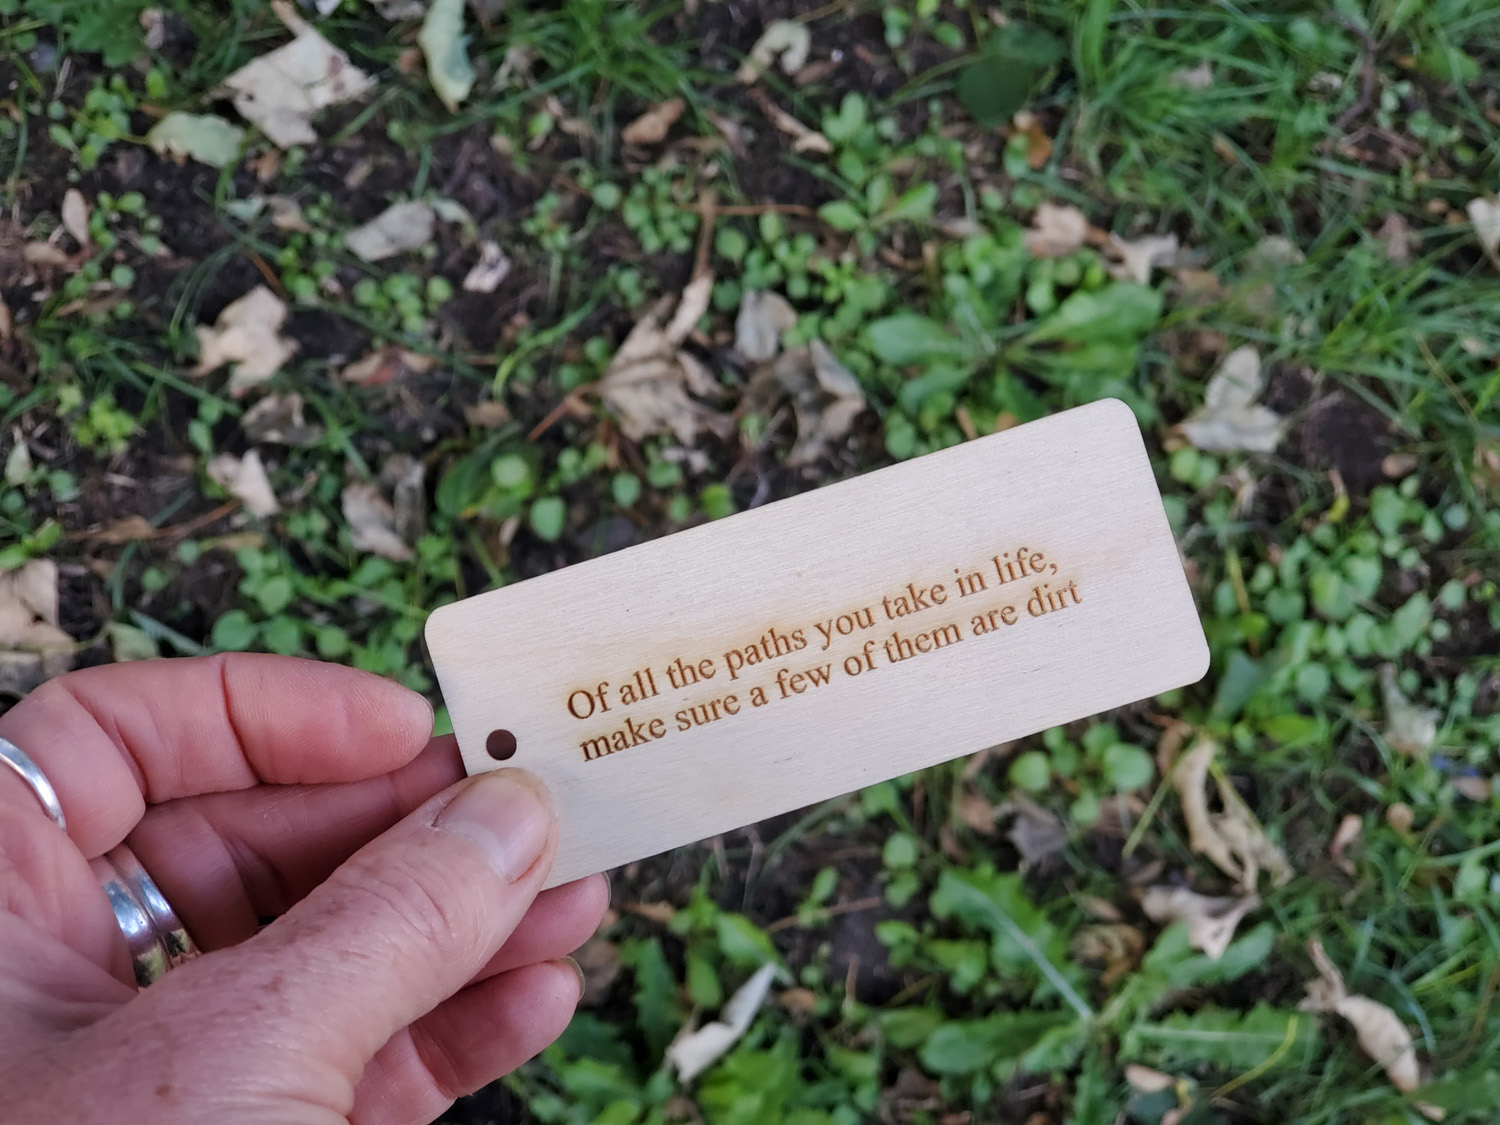 Of all the paths you take in life,
make sure a few of them are dirt